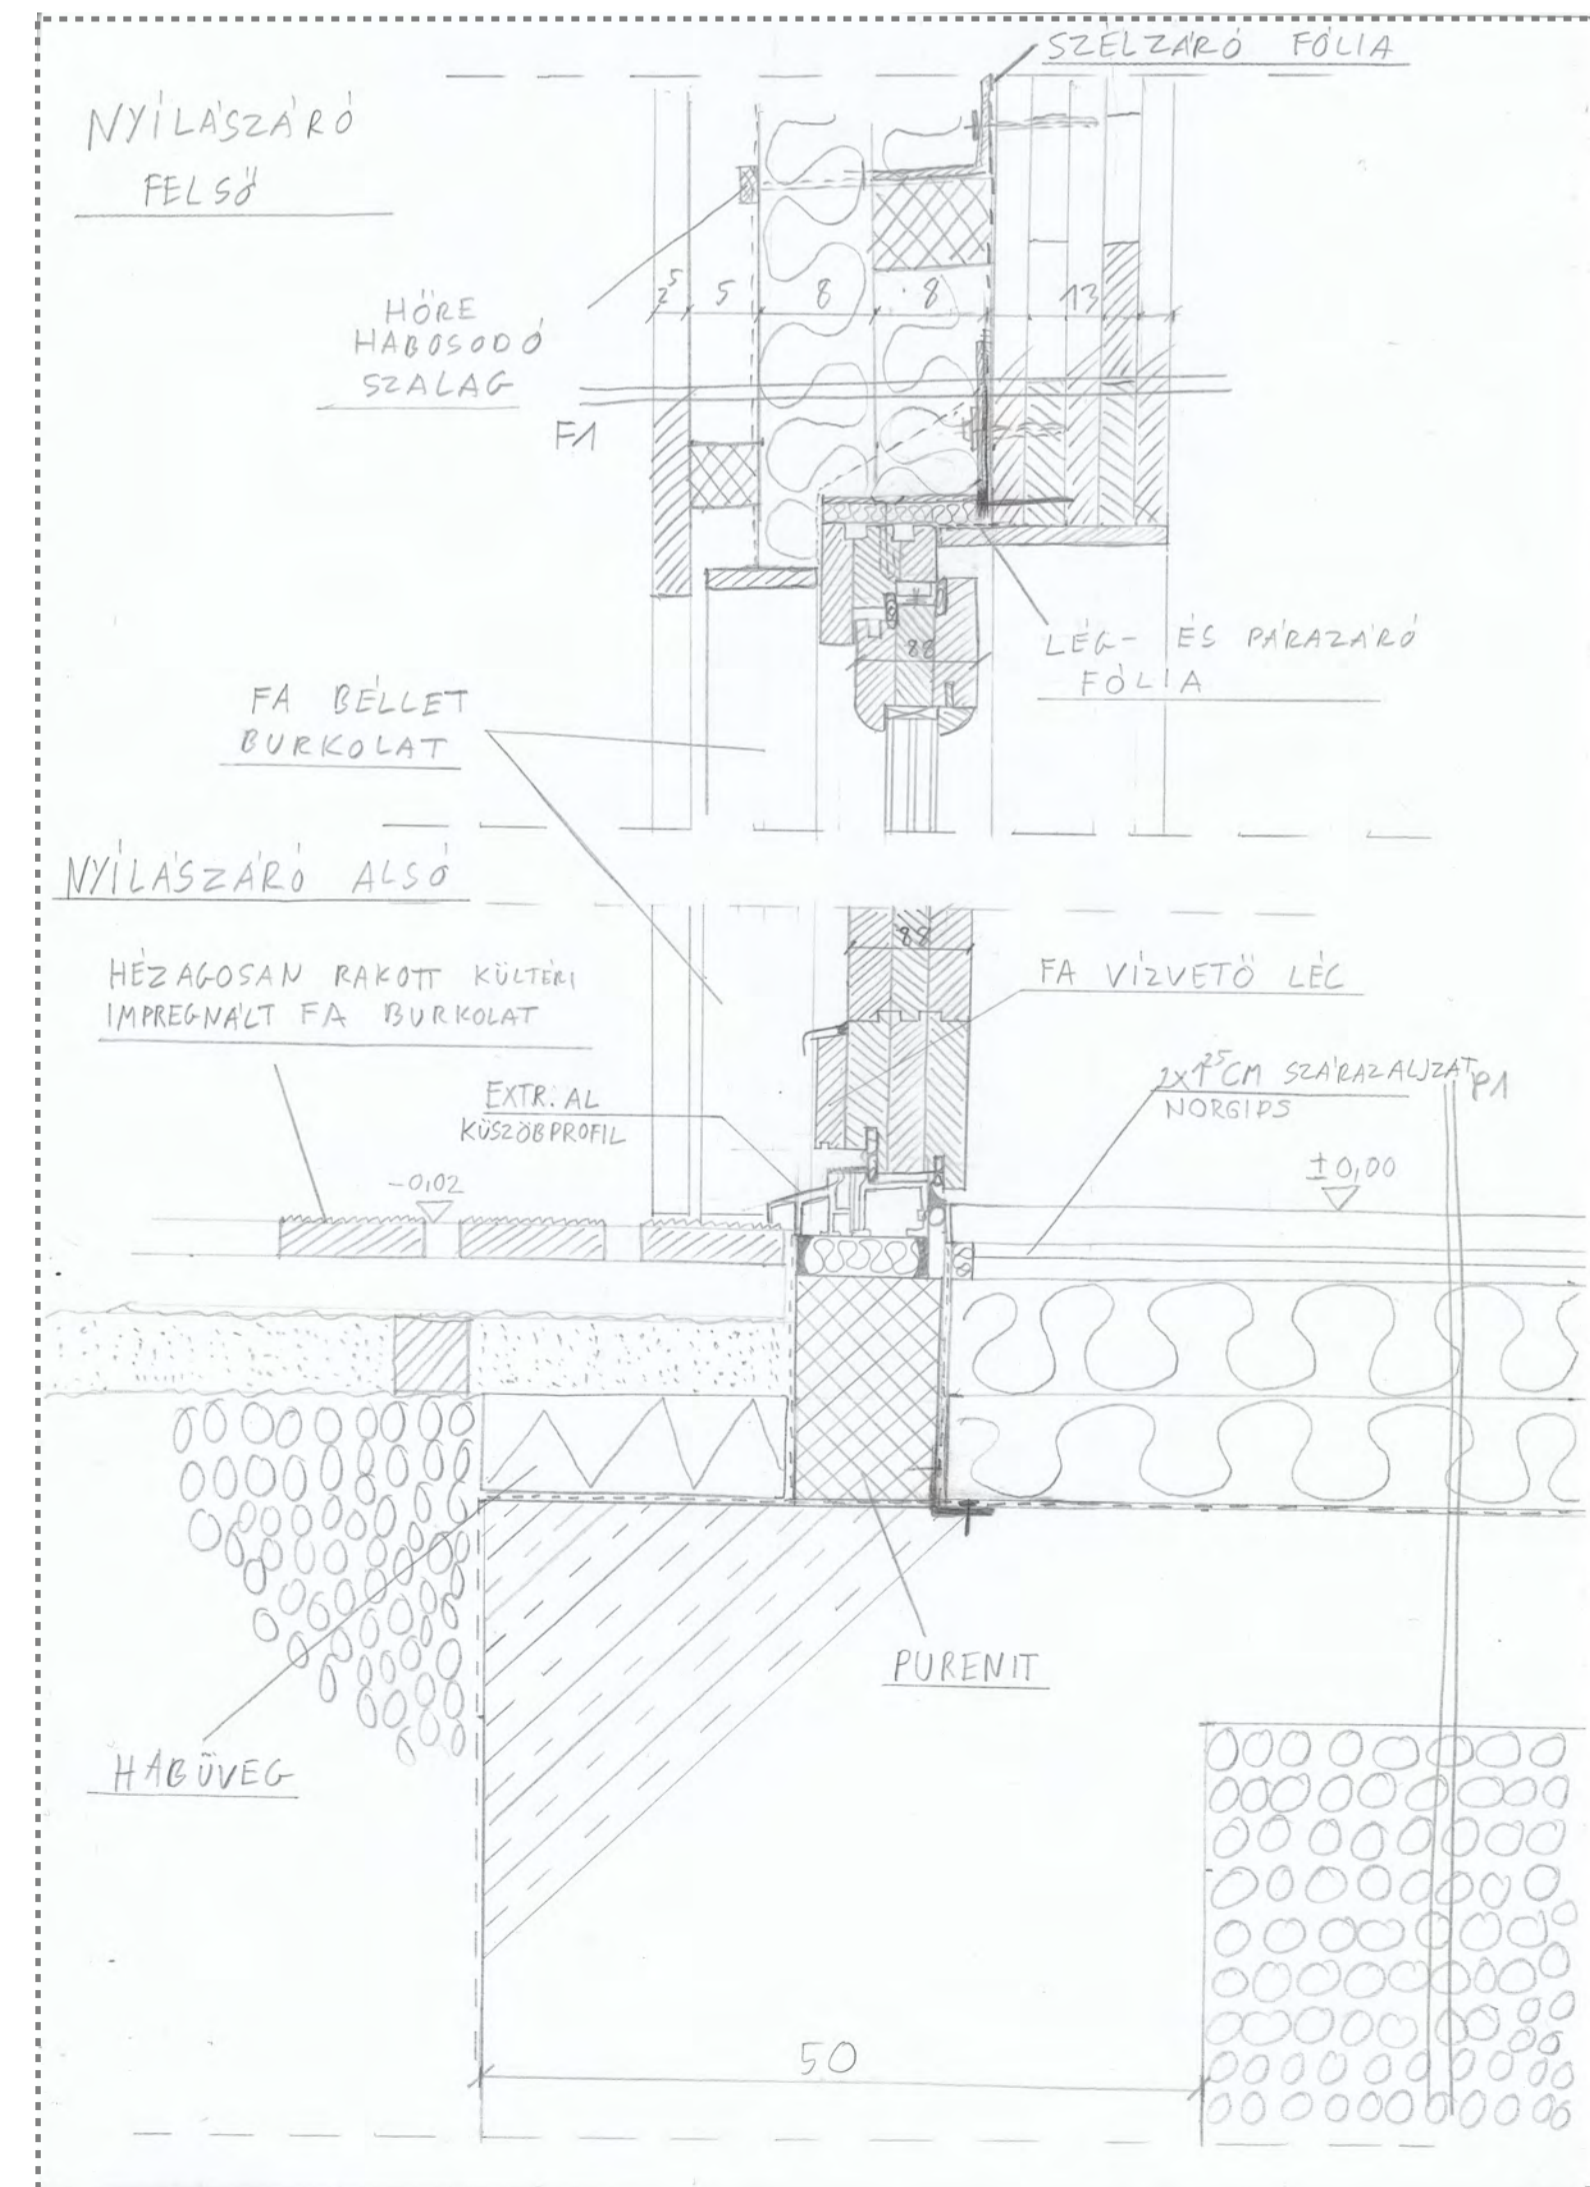 SZÉLZÁRÓ FÓLIA
NYÍLÁSZÁRÓ
FELSŐ
2⁵ 5 8 8 13
HŐRE
HABOSODÓ
SZALAG
F1
88
LÉG- ÉS PÁRAZÁRÓ
FÓLIA
FA BÉLLET
BURKOLAT
NYÍLÁSZÁRÓ ALSÓ
88
HÉZAGOSAN RAKOTT KÜLTÉRI
IMPREGNÁLT FA BURKOLAT
FA VÍZVETŐ LÉC
2X1²⁵CM SZÁRAZALJZAT
NORGIPS
P1
EXTR. AL
KÜSZÖBPROFIL
-0,02
±0,00
PURENIT
HABÜVEG
50